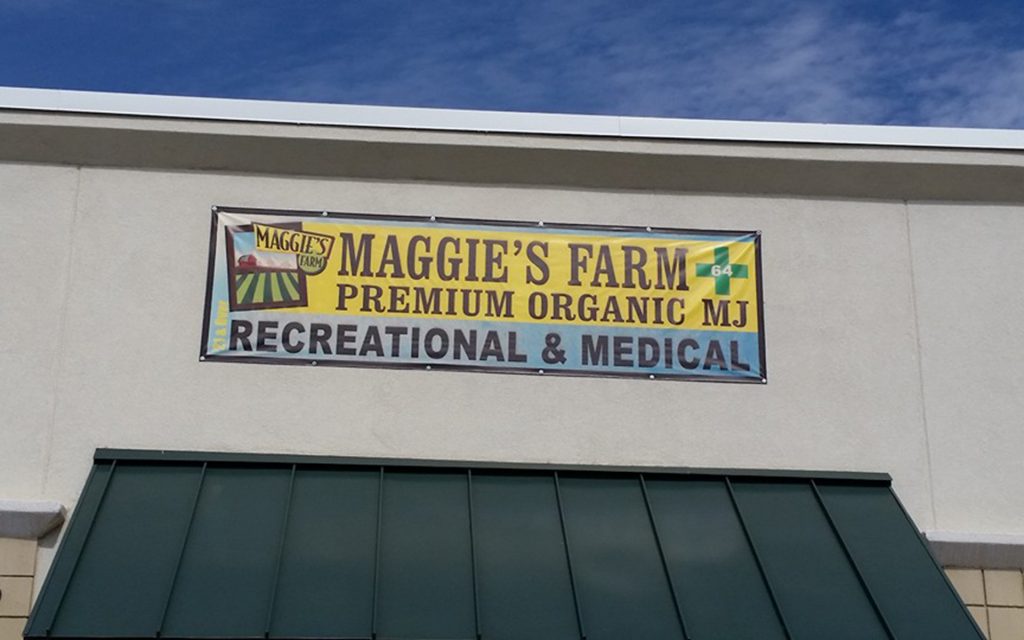 MAGGIE'S
FARM
MAGGIE'S FARM
64
PREMIUM ORGANIC MJ
RECREATIONAL & MEDICAL